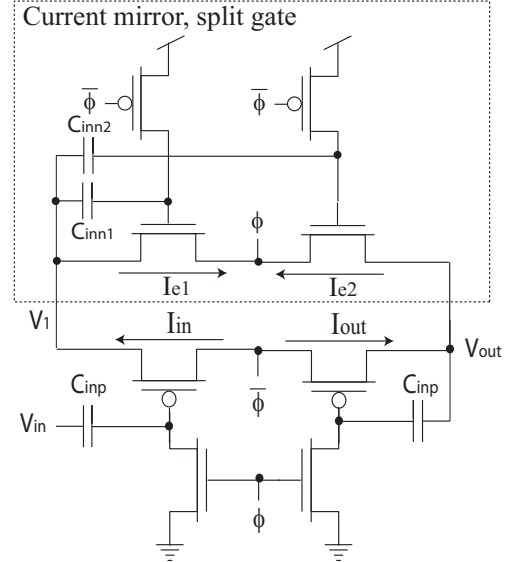 Current mirror, split gate
ϕ̅ ϕ̅
Cinn2
Cinn1
ϕ
Ie1 Ie2
V1 Iin Iout Vout
Cinp ϕ̅ Cinp
Vin
ϕ